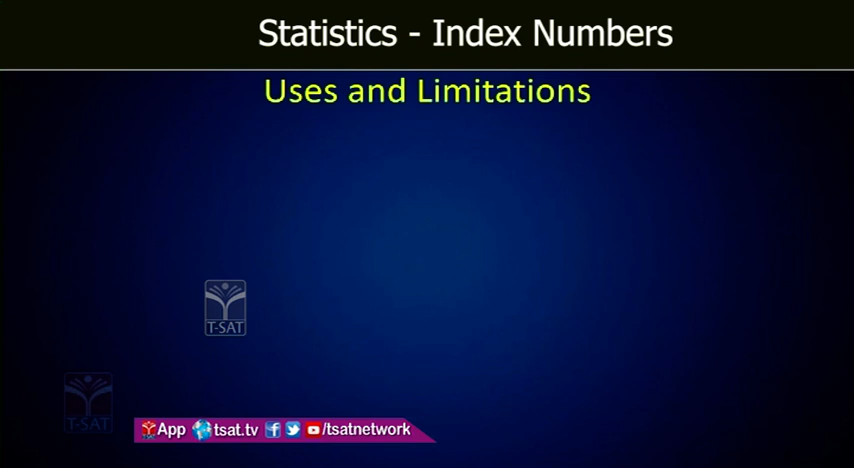 Statistics - Index Numbers
Uses and Limitations
T-SAT
T-SAT
App tsat.tv /tsatnetwork